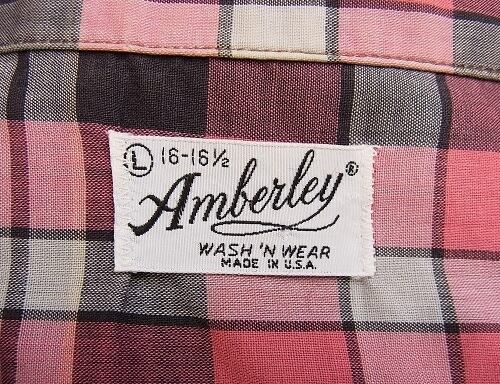 L 16-16½
Amberley®
WASH 'N WEAR
MADE IN U.S.A.